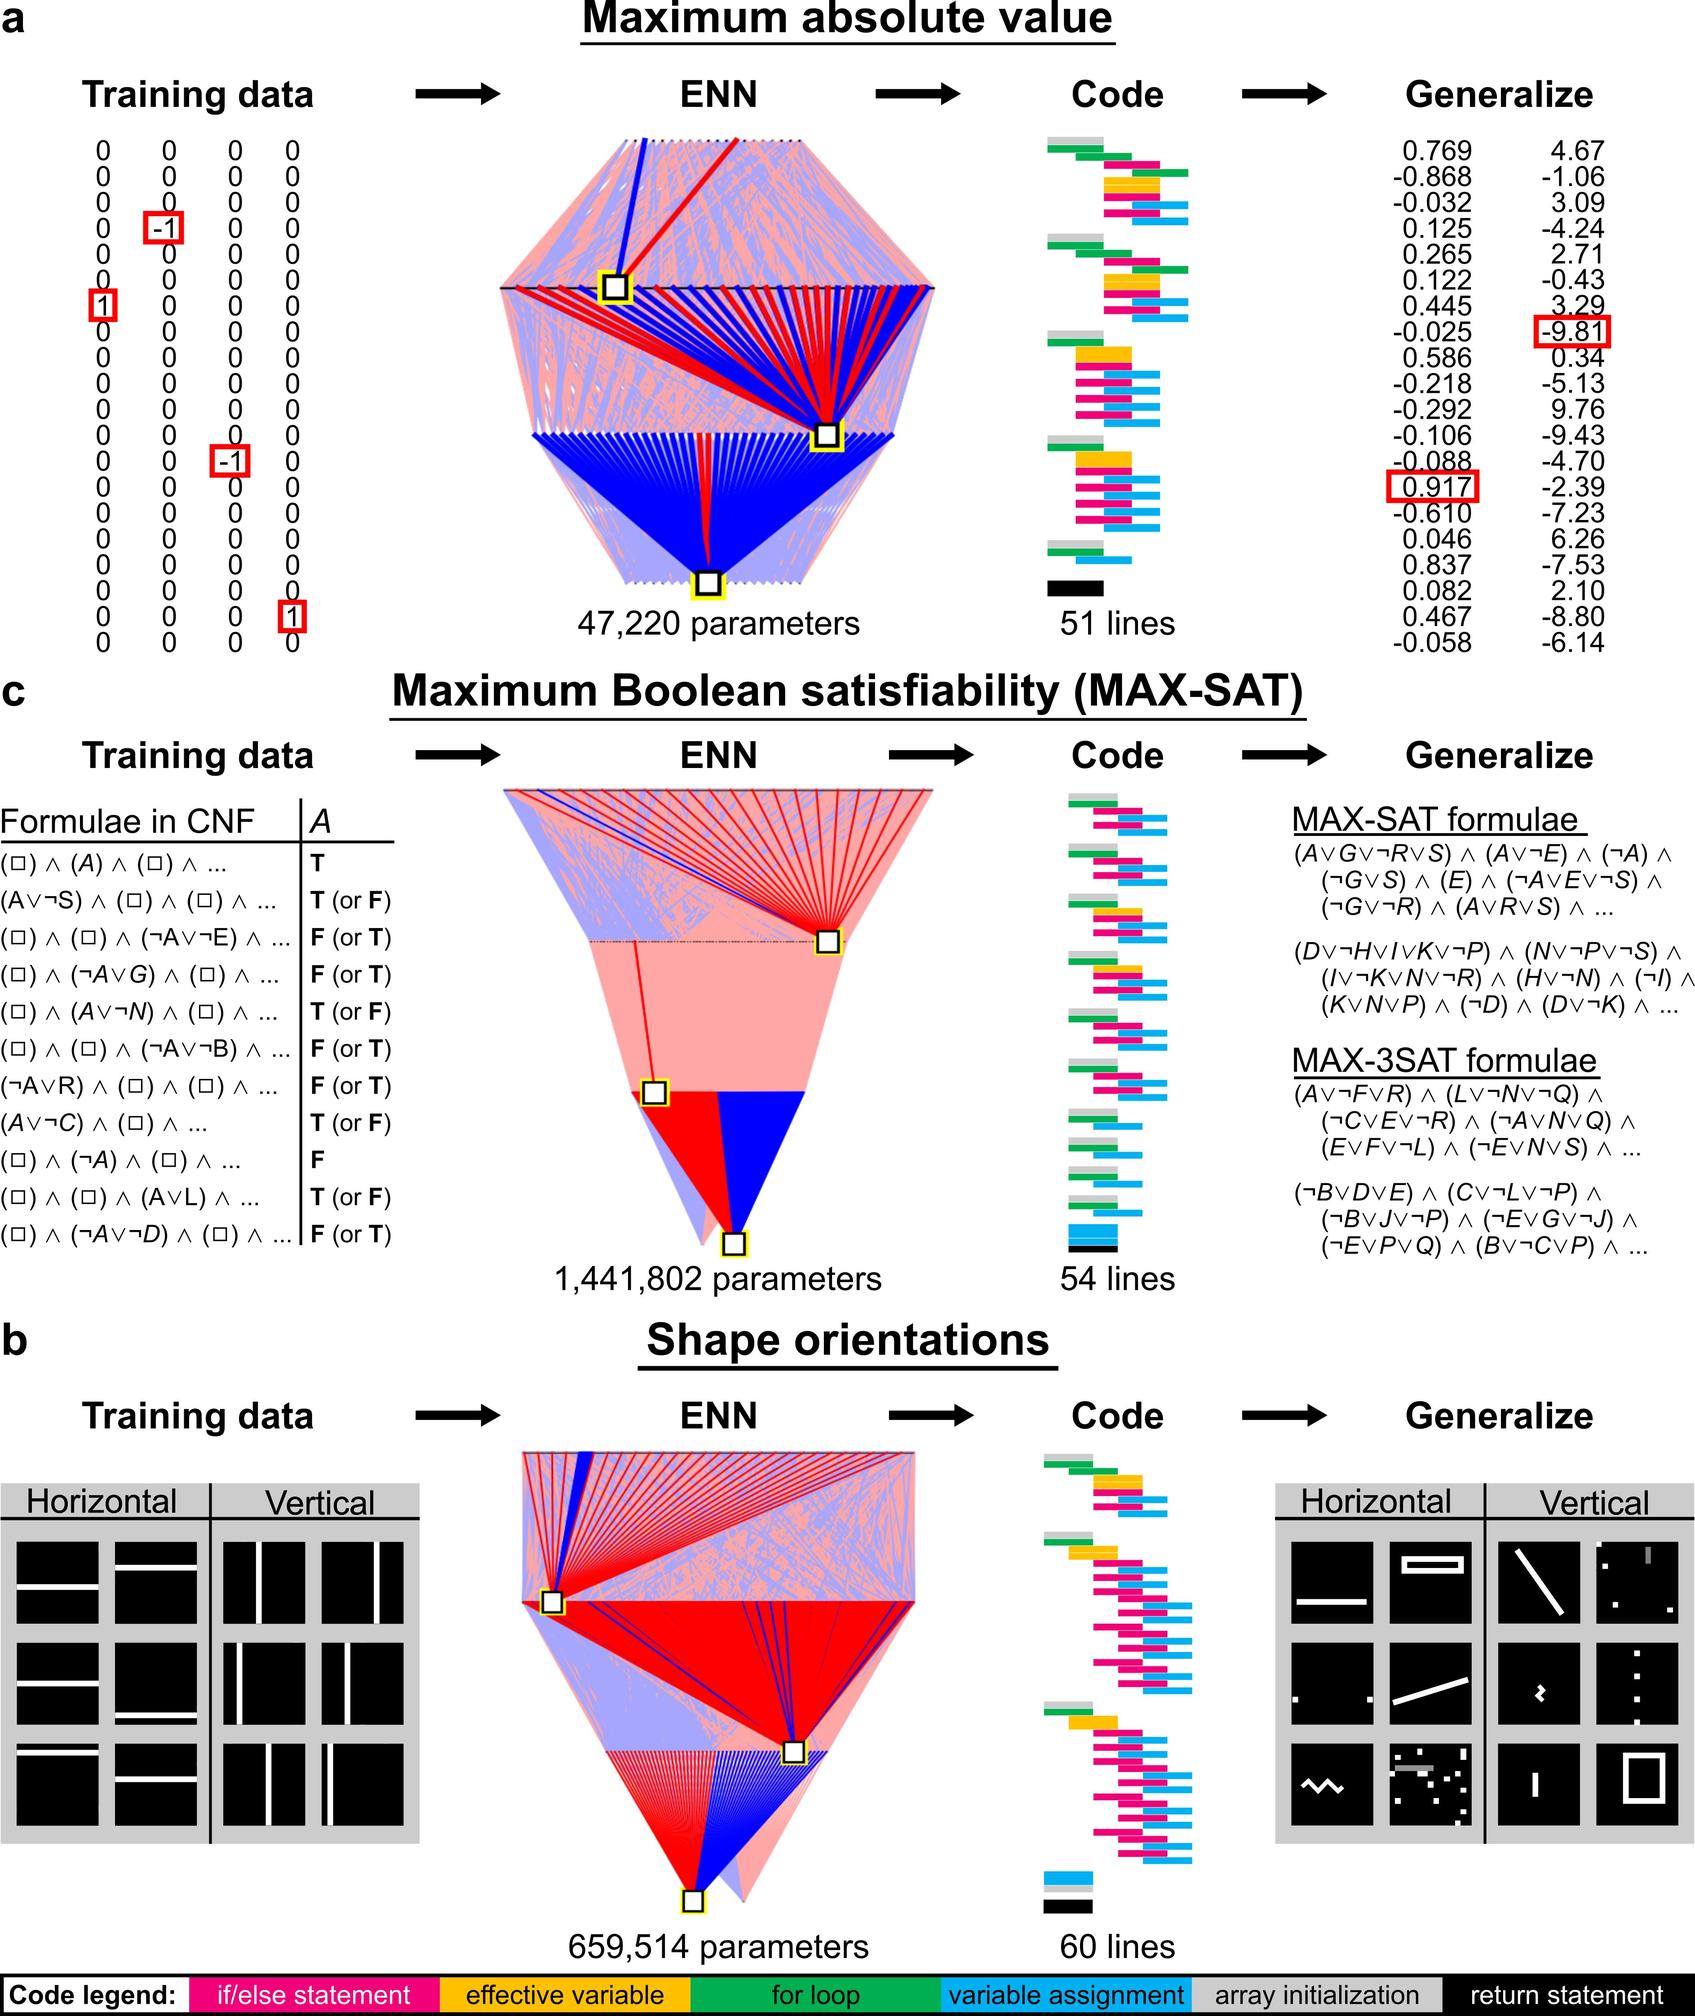 a
Maximum absolute value
Training data ENN Code Generalize
0 0 0 0 0.769 4.67
0 0 0 0 -0.868 -1.06
0 0 0 0 -0.032 3.09
0 -1 0 0 0.125 -4.24
0 0 0 0 0.265 2.71
0 0 0 0 0.122 -0.43
1 0 0 0 0.445 3.29
0 0 0 0 -0.025 -9.81
0 0 0 0 0.586 0.34
0 0 0 0 -0.218 -5.13
0 0 0 0 -0.292 9.76
0 0 0 0 -0.106 -9.43
0 0 -1 0 -0.088 -4.70
0 0 0 0 0.917 -2.39
0 0 0 0 -0.610 -7.23
0 0 0 0 0.046 6.26
0 0 0 0 0.837 -7.53
0 0 0 0 0.082 2.10
0 0 0 1 0.467 -8.80
0 0 0 0 -0.058 -6.14
47,220 parameters 51 lines
c
Maximum Boolean satisfiability (MAX-SAT)
Training data ENN Code Generalize
Formulae in CNF A
(□) ∧ (A) ∧ (□) ∧ ... T
(A∨¬S) ∧ (□) ∧ (□) ∧ ... T (or F)
(□) ∧ (□) ∧ (¬A∨¬E) ∧ ... F (or T)
(□) ∧ (¬A∨G) ∧ (□) ∧ ... F (or T)
(□) ∧ (A∨¬N) ∧ (□) ∧ ... T (or F)
(□) ∧ (□) ∧ (¬A∨¬B) ∧ ... F (or T)
(¬A∨R) ∧ (□) ∧ (□) ∧ ... F (or T)
(A∨¬C) ∧ (□) ∧ ... T (or F)
(□) ∧ (¬A) ∧ (□) ∧ ... F
(□) ∧ (□) ∧ (A∨L) ∧ ... T (or F)
(□) ∧ (¬A∨¬D) ∧ (□) ∧ ... F (or T)
1,441,802 parameters 54 lines
MAX-SAT formulae
(A∨G∨¬R∨S) ∧ (A∨¬E) ∧ (¬A) ∧
(¬G∨S) ∧ (E) ∧ (¬A∨E∨¬S) ∧
(¬G∨¬R) ∧ (A∨R∨S) ∧ ...
(D∨¬H∨I∨K∨¬P) ∧ (N∨¬P∨¬S) ∧
(I∨¬K∨N∨¬R) ∧ (H∨¬N) ∧ (¬I) ∧
(K∨N∨P) ∧ (¬D) ∧ (D∨¬K) ∧ ...
MAX-3SAT formulae
(A∨¬F∨R) ∧ (L∨¬N∨¬Q) ∧
(¬C∨E∨¬R) ∧ (¬A∨N∨Q) ∧
(E∨F∨¬L) ∧ (¬E∨N∨S) ∧ ...
(¬B∨D∨E) ∧ (C∨¬L∨¬P) ∧
(¬B∨J∨¬P) ∧ (¬E∨G∨¬J) ∧
(¬E∨P∨Q) ∧ (B∨¬C∨P) ∧ ...
b
Shape orientations
Training data ENN Code Generalize
Horizontal Vertical
Horizontal Vertical
659,514 parameters 60 lines
Code legend: if/else statement effective variable for loop variable assignment array initialization return statement